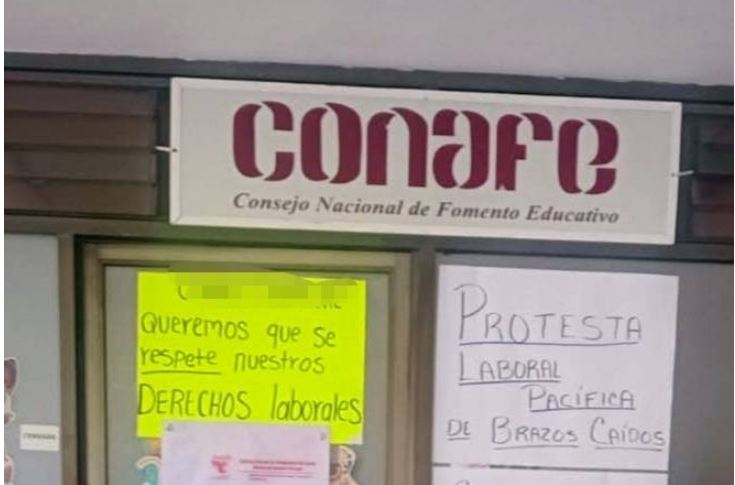 conafe
Consejo Nacional de Fomento Educativo
Queremos que se
respete nuestros
DERECHOS laborales
PROTESTA
LABORAL
PACÍFICA
DE BRAZOS CAÍDOS
CERRADO